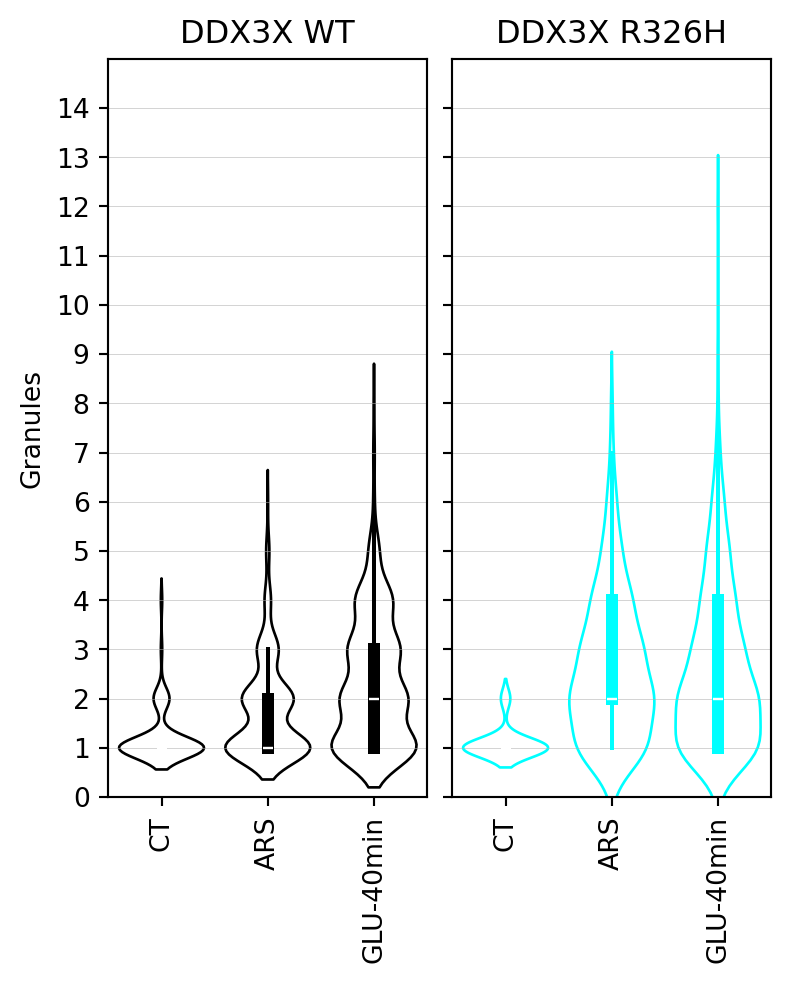 DDX3X WT
DDX3X R326H
Granules
14
13
12
11
10
9
8
7
6
5
4
3
2
1
0
CT
ARS
GLU-40min
CT
ARS
GLU-40min